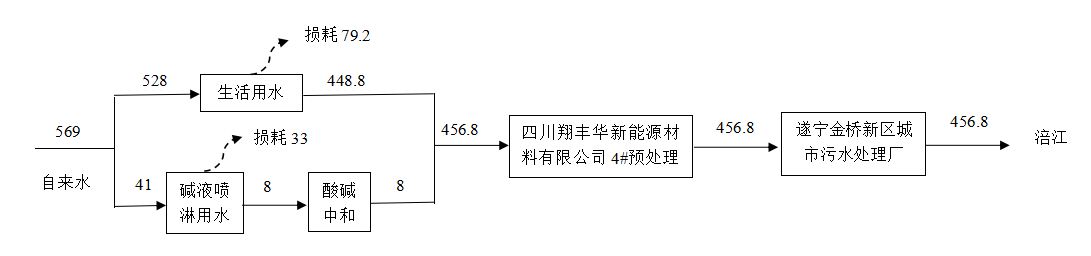 损耗 79.2
528
生活用水
448.8
569
自来水
损耗 33
41
碱液喷
淋用水
8
酸碱
中和
8
456.8
四川翔丰华新能源材
料有限公司 4#预处理
456.8
遂宁金桥新区城
市污水处理厂
456.8
涪江